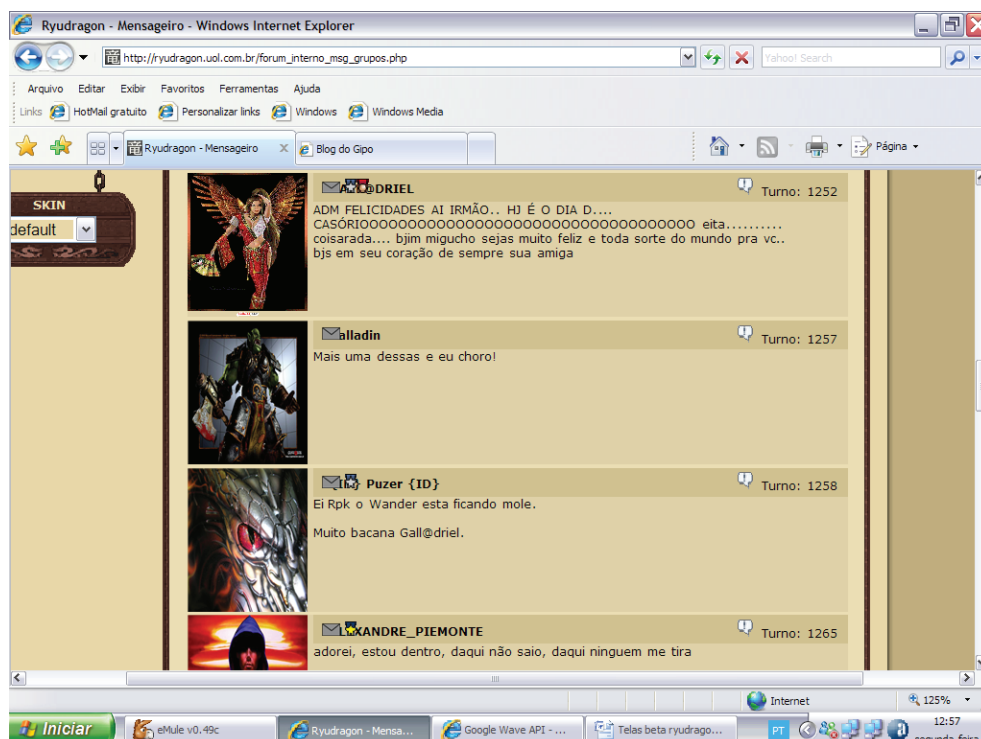 Ryudragon - Mensageiro - Windows Internet Explorer
http://ryudragon.uol.com.br/forum_interno_msg_grupos.php
Yahoo! Search
Arquivo Editar Exibir Favoritos Ferramentas Ajuda
Links HotMail gratuito Personalizar links Windows Windows Media
Ryudragon - Mensageiro X Blog do Gipo
Página
SKIN
default
@DRIEL Turno: 1252
ADM FELICIDADES AI IRMÃO.. HJ É O DIA D....
CASÓRIOOOOOOOOOOOOOOOOOOOOOOOOOOOOOOOOOOOOO eita..........
coisarada.... bjim migucho sejas muito feliz e toda sorte do mundo pra vc..
bjs em seu coração de sempre sua amiga
alladin Turno: 1257
Mais uma dessas e eu choro!
Puzer {ID} Turno: 1258
Ei Rpk o Wander esta ficando mole.
Muito bacana Gall@driel.
XANDRE_PIEMONTE Turno: 1265
adorei, estou dentro, daqui não saio, daqui ninguem me tira
Internet 125%
Iniciar eMule v0.49c Ryudragon - Mensa... Google Wave API - ... Telas beta ryudrago... PT 12:57
segunda-feira